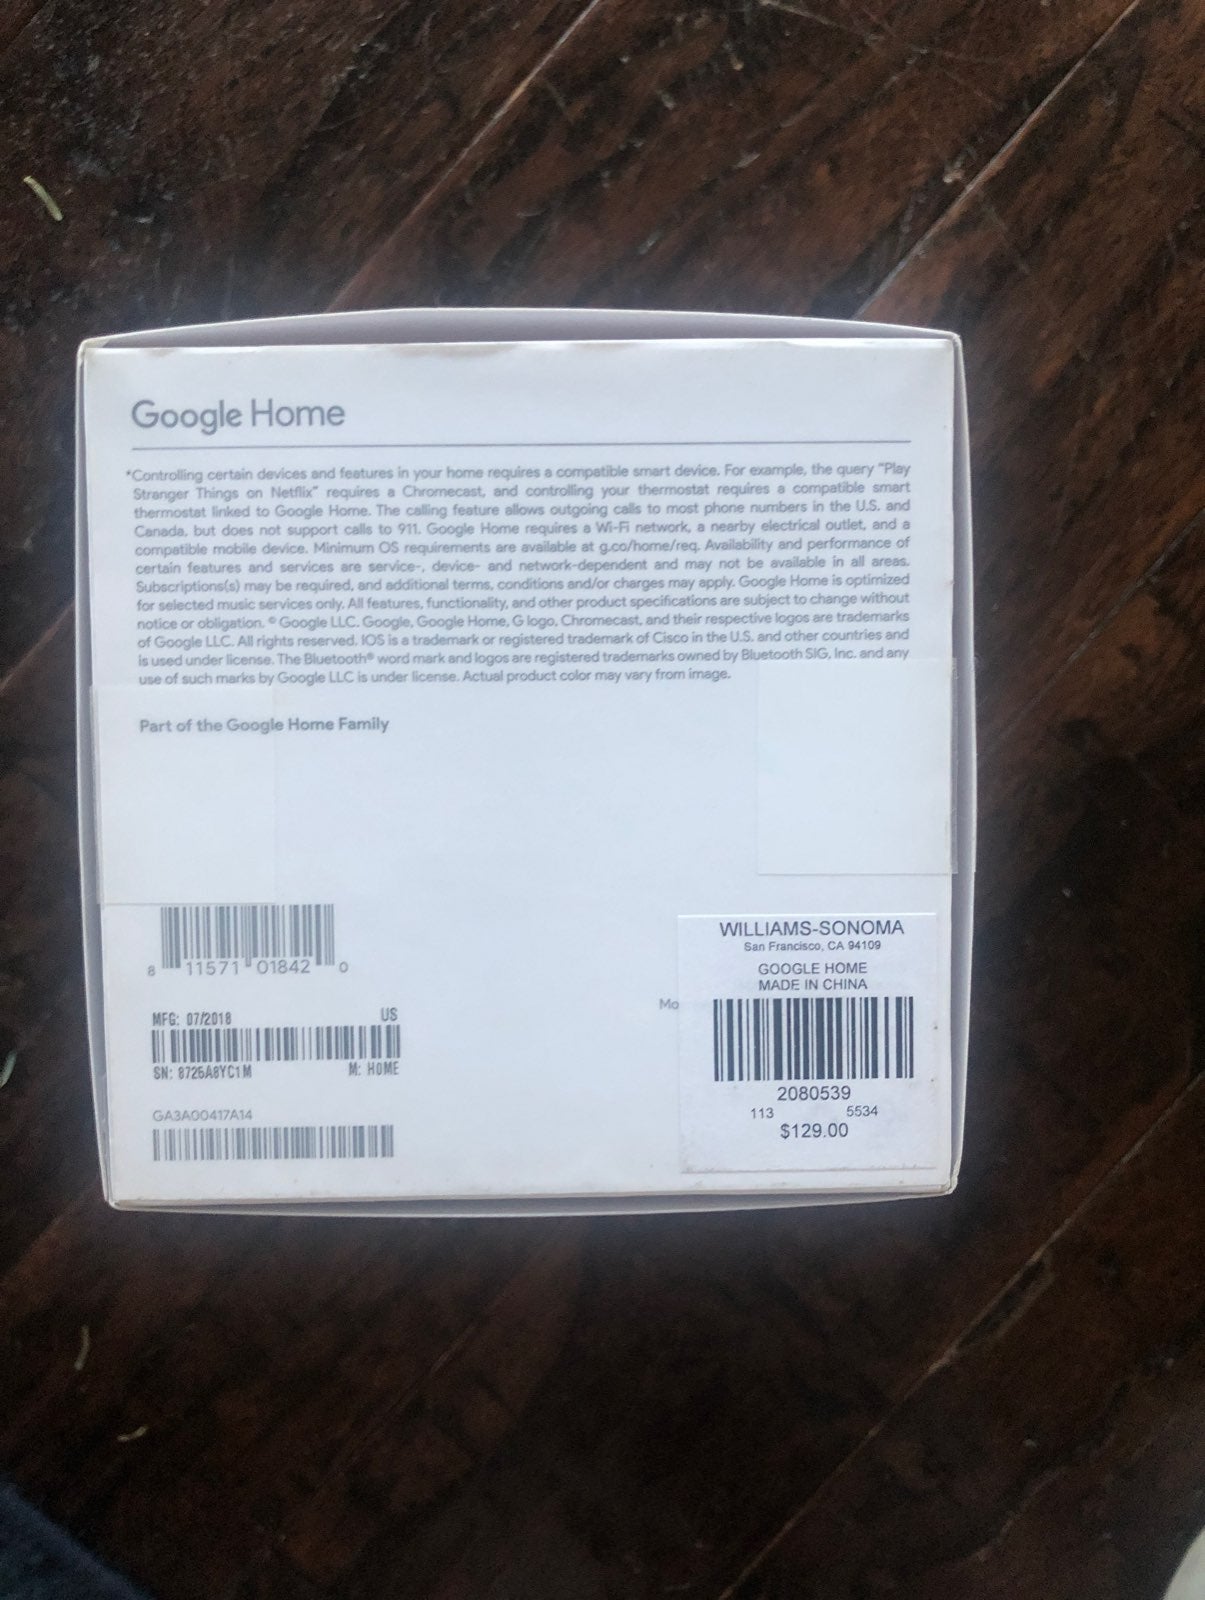 Google Home
*Controlling certain devices and features in your home requires a compatible smart device. For example, the query "Play
Stranger Things on Netflix" requires a Chromecast, and controlling your thermostat requires a compatible smart
thermostat linked to Google Home. The calling feature allows outgoing calls to most phone numbers in the U.S. and
Canada, but does not support calls to 911. Google Home requires a Wi-Fi network, a nearby electrical outlet, and a
compatible mobile device. Minimum OS requirements are available at g.co/home/req. Availability and performance of
certain features and services are service-, device- and network-dependent and may not be available in all areas.
Subscriptions(s) may be required, and additional terms, conditions and/or charges may apply. Google Home is optimized
for selected music services only. All features, functionality, and other product specifications are subject to change without
notice or obligation. © Google LLC. Google, Google Home, G logo, Chromecast, and their respective logos are trademarks
of Google LLC. All rights reserved. IOS is a trademark or registered trademark of Cisco in the U.S. and other countries and
is used under license. The Bluetooth® word mark and logos are registered trademarks owned by Bluetooth SIG, Inc. and any
use of such marks by Google LLC is under license. Actual product color may vary from image.
Part of the Google Home Family
8 11571 01842 0
MFG: 07/2018 US
SN: 8726A8YC1M M: HOME
GA3A00417A14
Mo
WILLIAMS-SONOMA
San Francisco, CA 94109
GOOGLE HOME
MADE IN CHINA
2080539
113 5534
$129.00